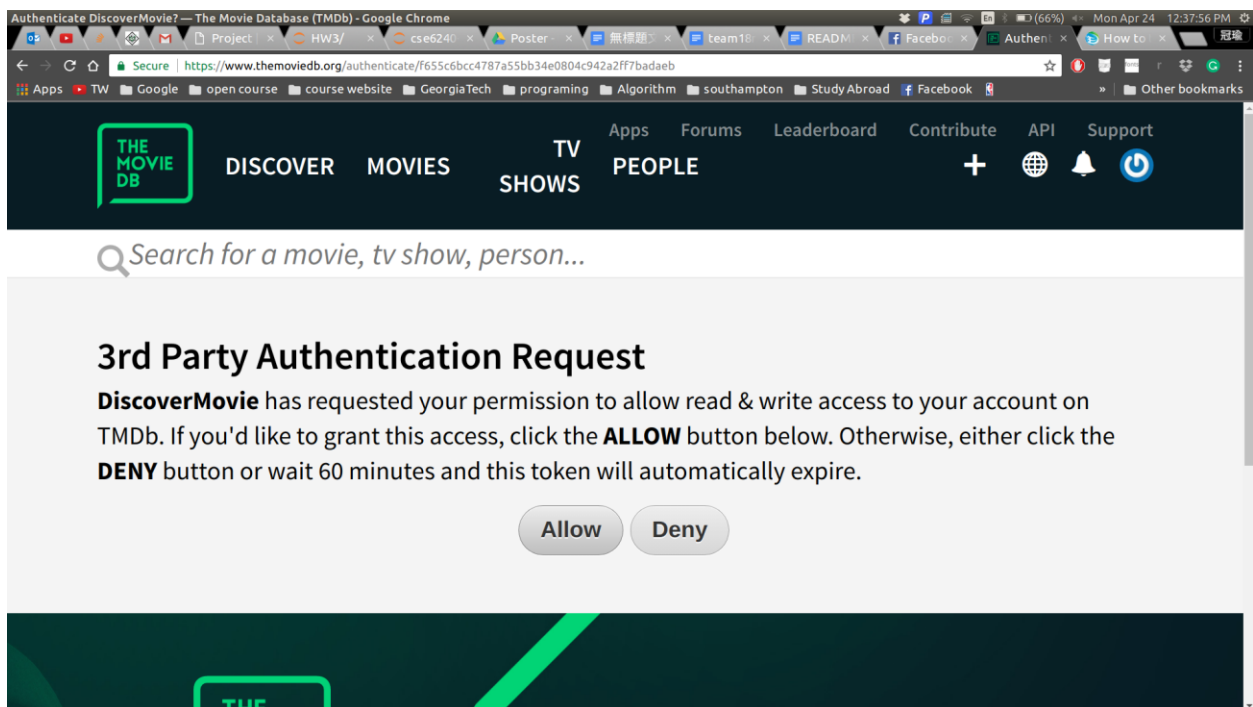 Authenticate DiscoverMovie? — The Movie Database (TMDb) - Google Chrome
En (66%) Mon Apr 24 12:37:56 PM
Project HW3/ cse6240 Poster - 無標題 team18 READM Faceboo Authent How to 冠瑜
Secure https://www.themoviedb.org/authenticate/f655c6bcc4787a55bb34e0804c942a2ff7badaeb
Apps TW Google open course course website GeorgiaTech programing Algorithm southampton Study Abroad Facebook » Other bookmarks
Apps Forums Leaderboard Contribute API Support
THE
MOVIE
DB
DISCOVER MOVIES TV SHOWS PEOPLE
Search for a movie, tv show, person...
3rd Party Authentication Request
DiscoverMovie has requested your permission to allow read & write access to your account on
TMDb. If you'd like to grant this access, click the ALLOW button below. Otherwise, either click the
DENY button or wait 60 minutes and this token will automatically expire.
Allow Deny
THE